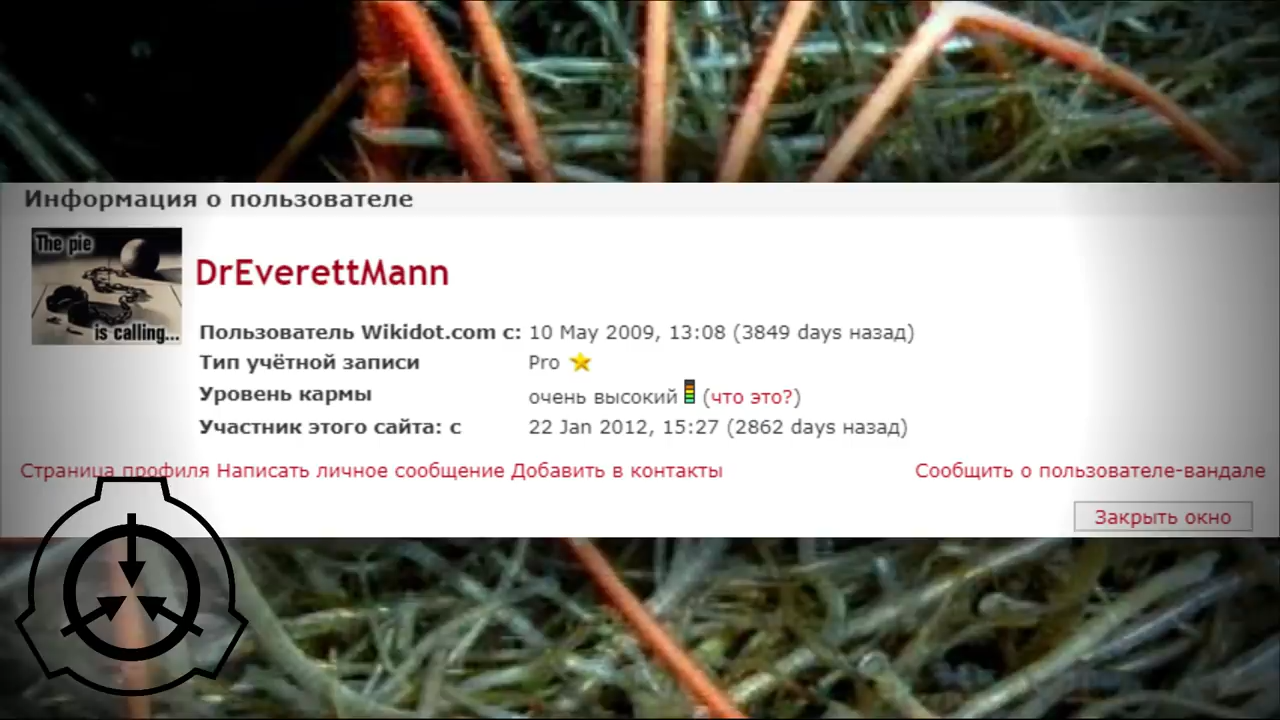 Информация о пользователе
The pie
is calling...
DrEverettMann
Пользователь Wikidot.com с: 10 May 2009, 13:08 (3849 days назад)
Тип учётной записи Pro
Уровень кармы очень высокий (что это?)
Участник этого сайта: с 22 Jan 2012, 15:27 (2862 days назад)
Страница профиля Написать личное сообщение Добавить в контакты Сообщить о пользователе-вандале
Закрыть окно